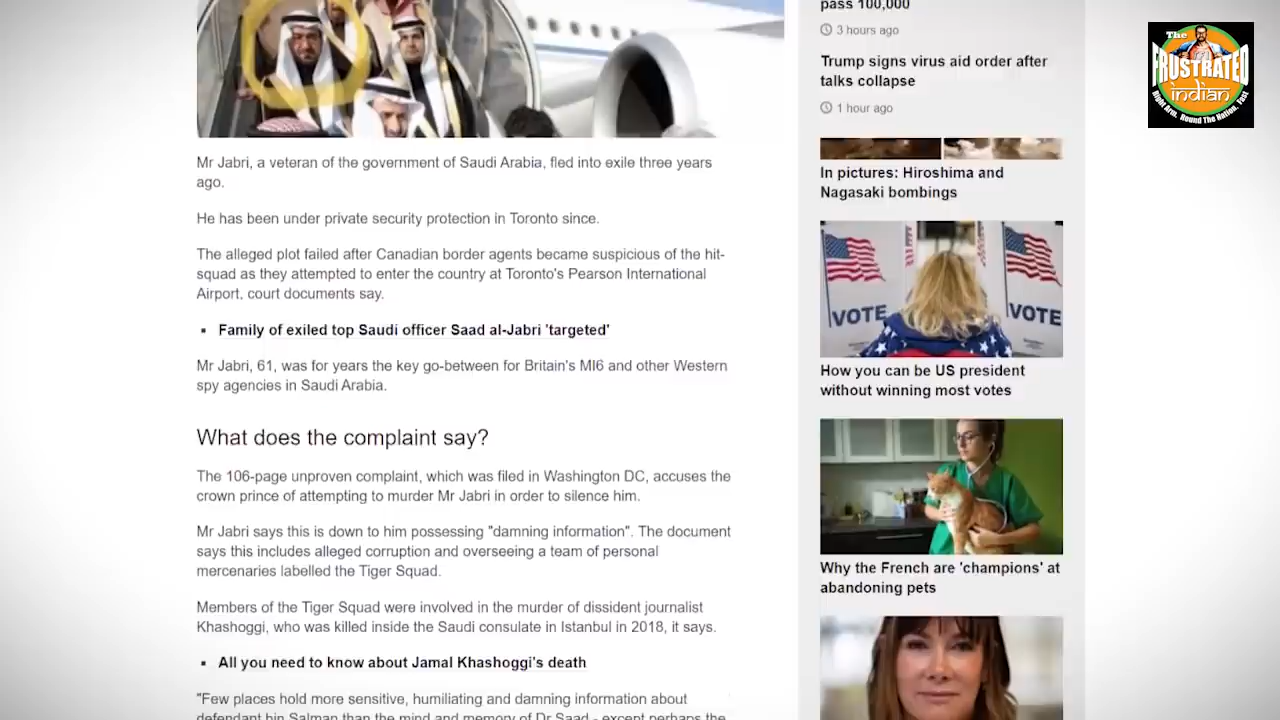 Mr Jabri, a veteran of the government of Saudi Arabia, fled into exile three years
ago.
He has been under private security protection in Toronto since.
The alleged plot failed after Canadian border agents became suspicious of the hit-
squad as they attempted to enter the country at Toronto's Pearson International
Airport, court documents say.
Family of exiled top Saudi officer Saad al-Jabri 'targeted'
Mr Jabri, 61, was for years the key go-between for Britain's MI6 and other Western
spy agencies in Saudi Arabia.
What does the complaint say?
The 106-page unproven complaint, which was filed in Washington DC, accuses the
crown prince of attempting to murder Mr Jabri in order to silence him.
Mr Jabri says this is down to him possessing "damning information". The document
says this includes alleged corruption and overseeing a team of personal
mercenaries labelled the Tiger Squad.
Members of the Tiger Squad were involved in the murder of dissident journalist
Khashoggi, who was killed inside the Saudi consulate in Istanbul in 2018, it says.
All you need to know about Jamal Khashoggi's death
"Few places hold more sensitive, humiliating and damning information about
defendant bin Salman than the mind and memory of Dr Saad - except perhaps the
pass 100,000
3 hours ago
Trump signs virus aid order after
talks collapse
1 hour ago
In pictures: Hiroshima and
Nagasaki bombings
VOTE
VOTE
How you can be US president
without winning most votes
Why the French are 'champions' at
abandoning pets
The
FRUSTRATED
indian
Right Arm, Round The Nation, Fast